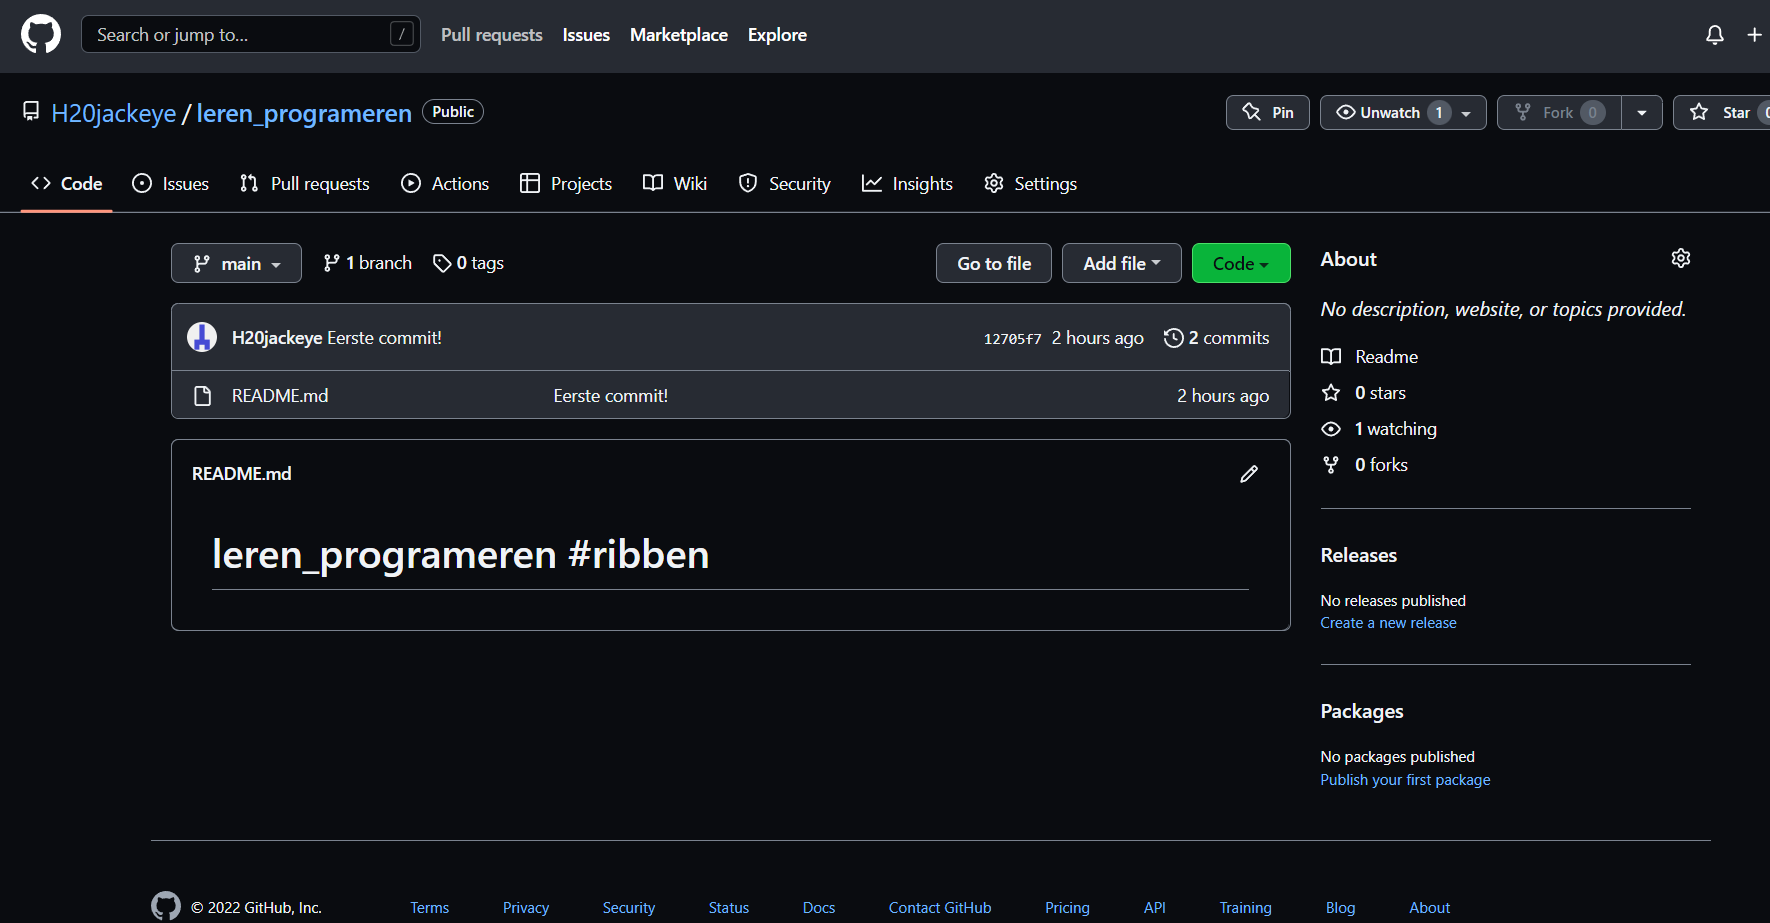 Search or jump to... /
Pull requests Issues Marketplace Explore
H20jackeye / leren_programeren Public
Pin Unwatch 1 Fork 0 Star 0
Code Issues Pull requests Actions Projects Wiki Security Insights Settings
main 1 branch 0 tags Go to file Add file Code
H20jackeye Eerste commit! 12705f7 2 hours ago 2 commits
README.md Eerste commit! 2 hours ago
README.md
leren_programeren #ribben
About
No description, website, or topics provided.
Readme
0 stars
1 watching
0 forks
Releases
No releases published
Create a new release
Packages
No packages published
Publish your first package
© 2022 GitHub, Inc. Terms Privacy Security Status Docs Contact GitHub Pricing API Training Blog About